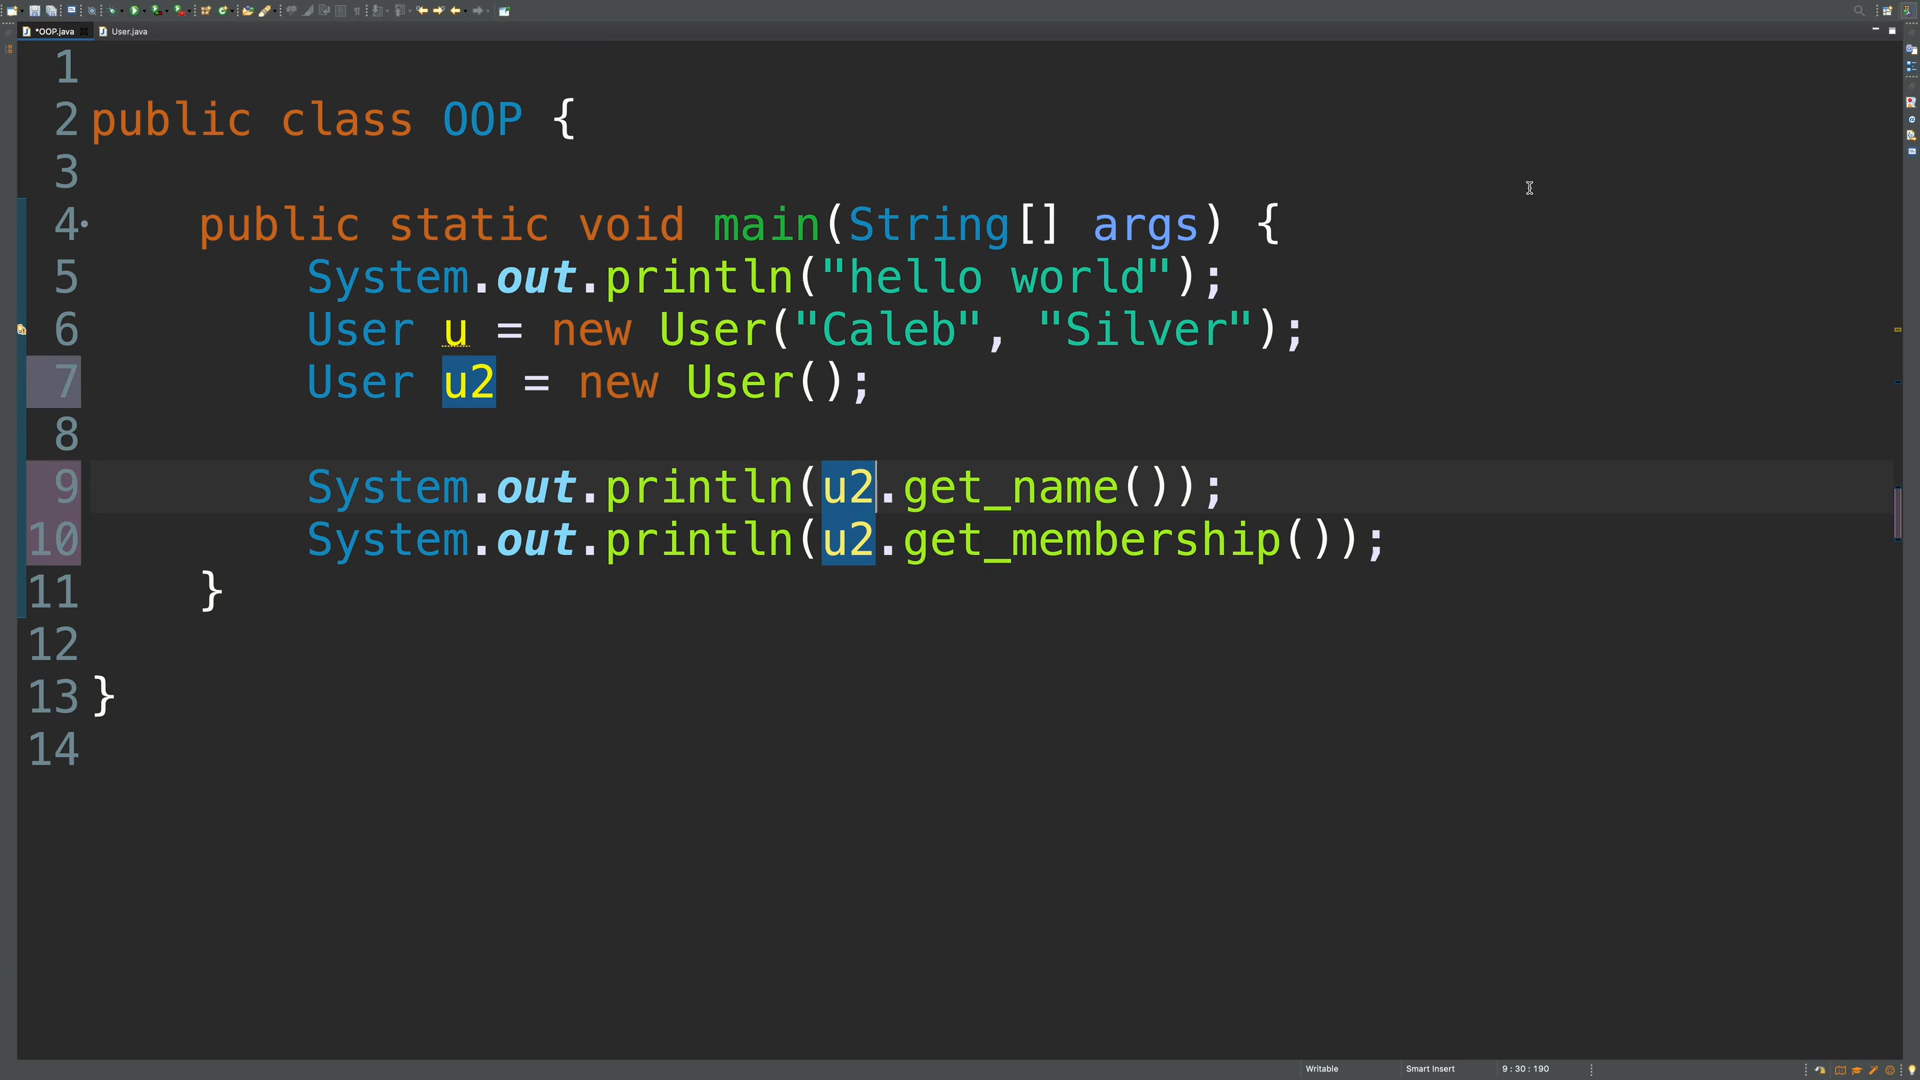 *OOP.java User.java
1
2 public class OOP {
3
4 public static void main(String[] args) {
5 System.out.println("hello world");
6 User u = new User("Caleb", "Silver");
7 User u2 = new User();
8
9 System.out.println(u2.get_name());
10 System.out.println(u2.get_membership());
11 }
12
13 }
14
Writable Smart Insert 9 : 30 : 190